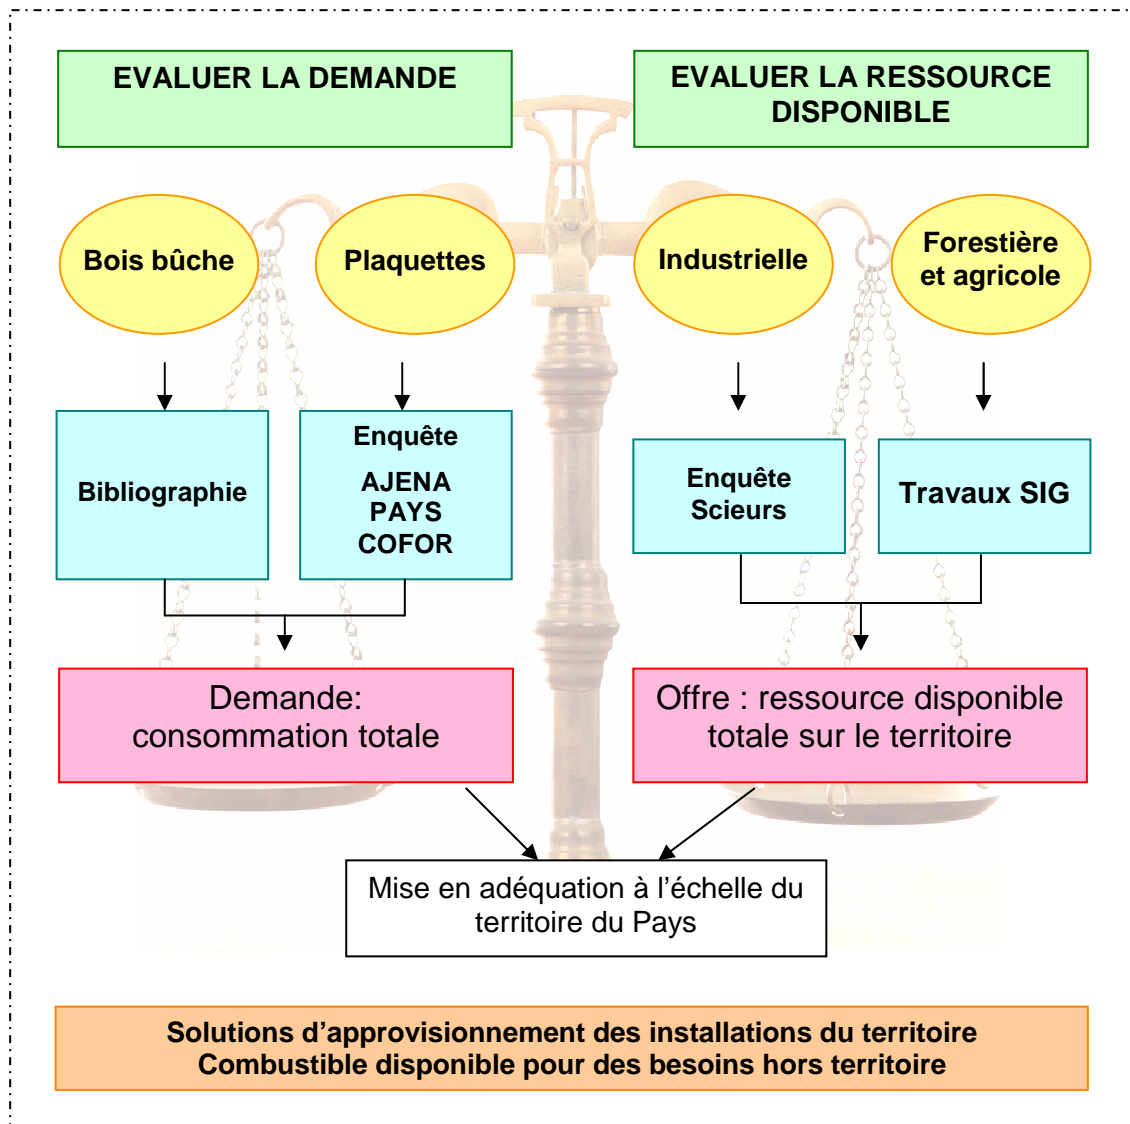 EVALUER LA DEMANDE
EVALUER LA RESSOURCE
DISPONIBLE
Bois bûche
Plaquettes
Industrielle
Forestière
et agricole
Bibliographie
Enquête
AJENA
PAYS
COFOR
Enquête
Scieurs
Travaux SIG
Demande:
consommation totale
Offre : ressource disponible
totale sur le territoire
Mise en adéquation à l’échelle du
territoire du Pays
Solutions d’approvisionnement des installations du territoire
Combustible disponible pour des besoins hors territoire